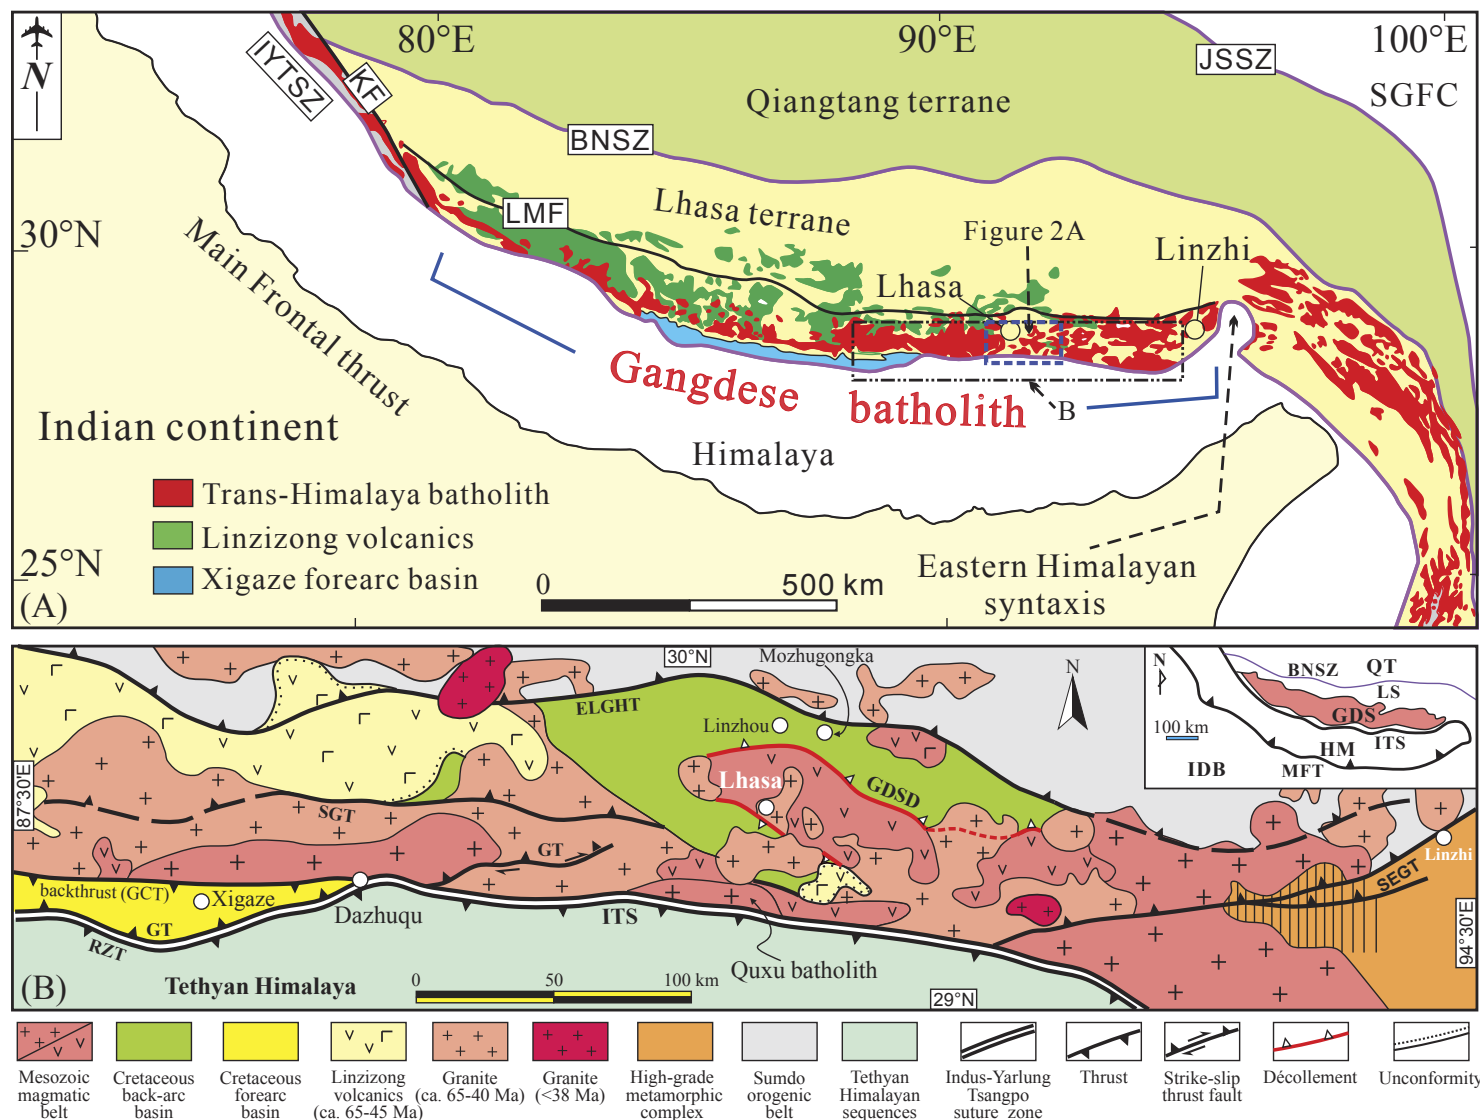 80°E
90°E
100°E
N
IYTSZ
KF
JSSZ
SGFC
Qiangtang terrane
BNSZ
Lhasa terrane
LMF
30°N
Figure 2A
Linzhi
Lhasa
Main Frontal thrust
Gangdese batholith
B
Indian continent
Himalaya
Trans-Himalaya batholith
Linzizong volcanics
Xigaze forearc basin
25°N
0 500 km
Eastern Himalayan
syntaxis
(A)
30°N
Mozhugongka
N
N
BNSZ
QT
LS
GDS
100 km
ITS
HM
IDB
MFT
ELGHT
Linzhou
87°30'E
Lhasa
GDSD
SGT
GT
Linzhi
SEGT
backthrust (GCT)
Xigaze
Dazhuqu
ITS
GT
RZT
Quxu batholith
94°30'E
(B)
Tethyan Himalaya
0 50 100 km
29°N
Mesozoic
magmatic
belt
Cretaceous
back-arc
basin
Cretaceous
forearc
basin
Linzizong
volcanics
(ca. 65-45 Ma)
Granite
(ca. 65-40 Ma)
Granite
(<38 Ma)
High-grade
metamorphic
complex
Sumdo
orogenic
belt
Tethyan
Himalayan
sequences
Indus-Yarlung
Tsangpo
suture zone
Thrust
Strike-slip
thrust fault
Décollement
Unconformity